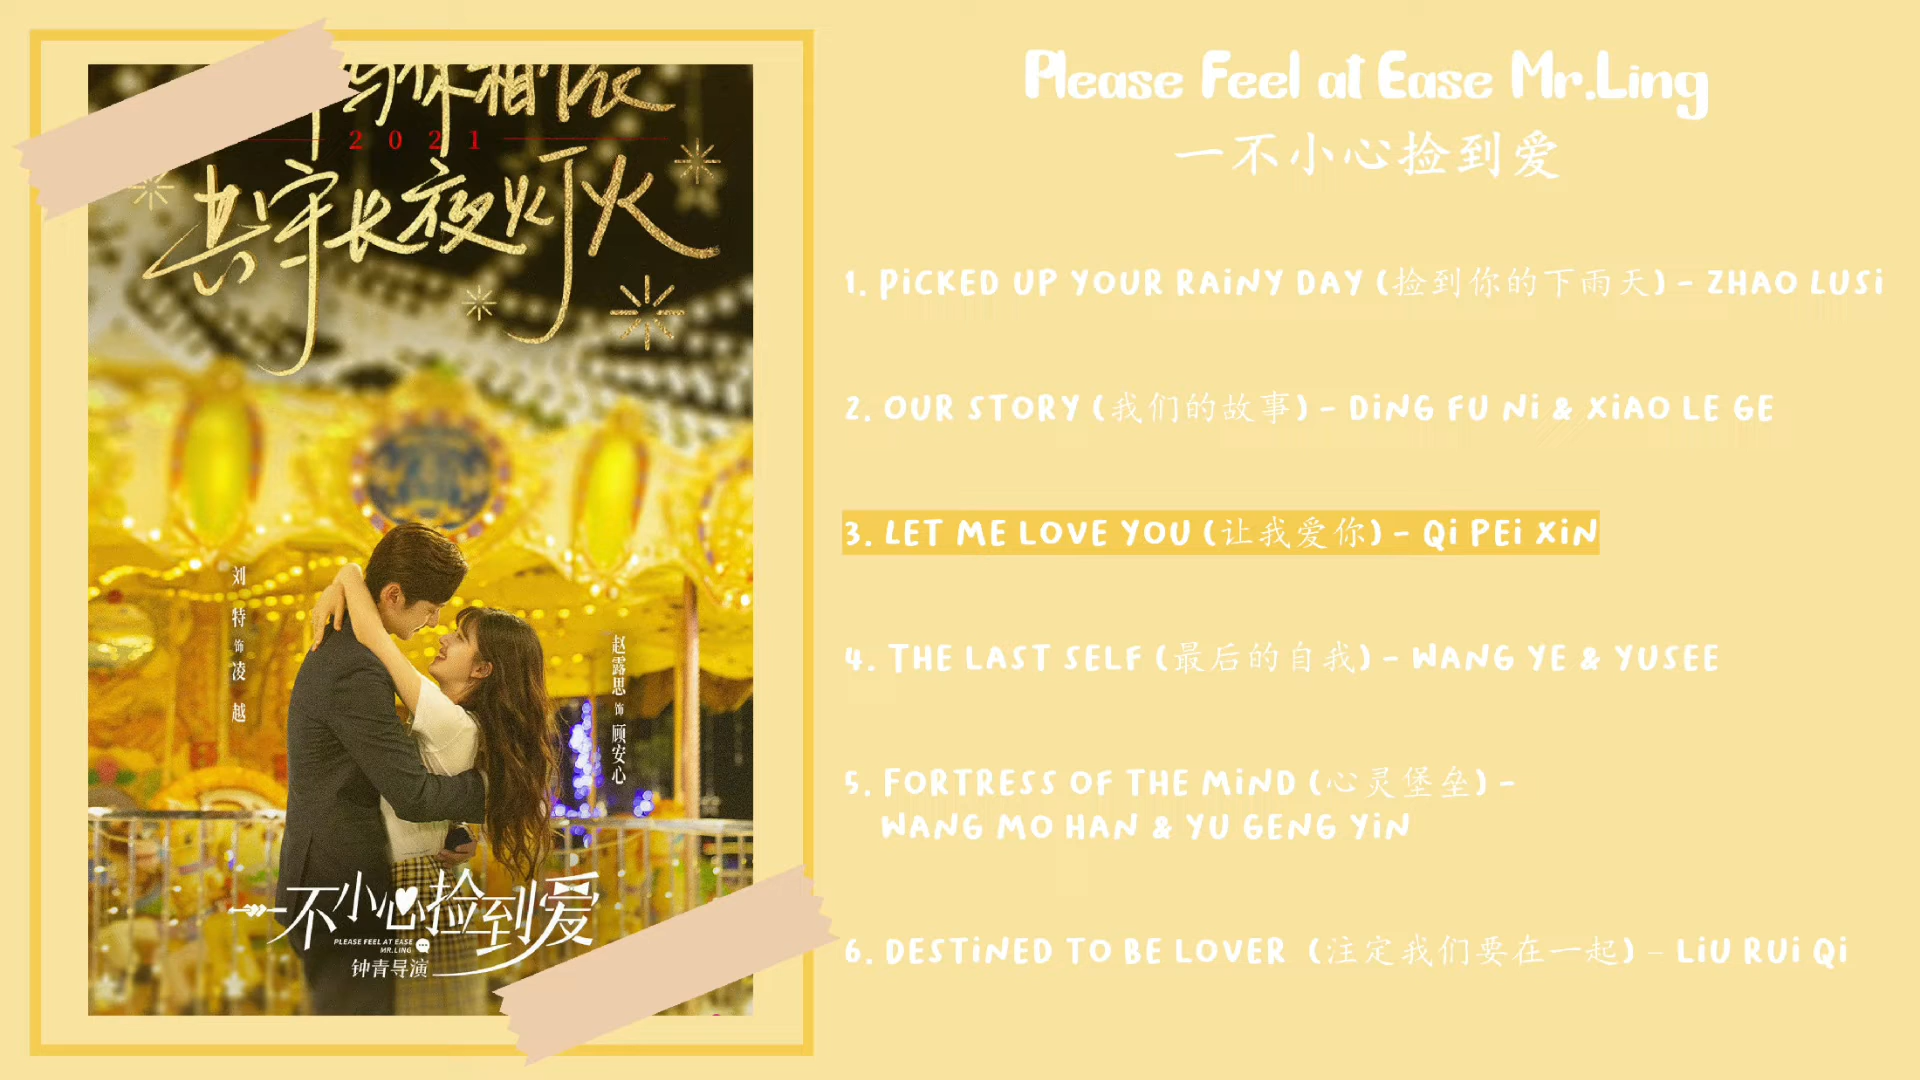 与你相依
2021
共守长夜灯火
刘特 饰 凌越
赵露思 饰 顾安心
一不小心捡到爱
PLEASE FEEL AT EASE
MR.LING
钟青导演
Please Feel at Ease Mr.Ling
一不小心捡到爱
1. PiCKED UP YOUR RAiNY DAY (捡到你的下雨天) - ZHAO LUSi
2. OUR STORY (我们的故事) - DiNG FU Ni & XiAO LE GE
3. LET ME LOVE YOU (让我爱你) - Qi PEi XiN
4. THE LAST SELF (最后的自我) - WANG YE & YUSEE
5. FORTRESS OF THE MiND (心灵堡垒) -
WANG MO HAN & YU GENG YiN
6. DESTiNED TO BE LOVER (注定我们要在一起) - LiU RUi Qi